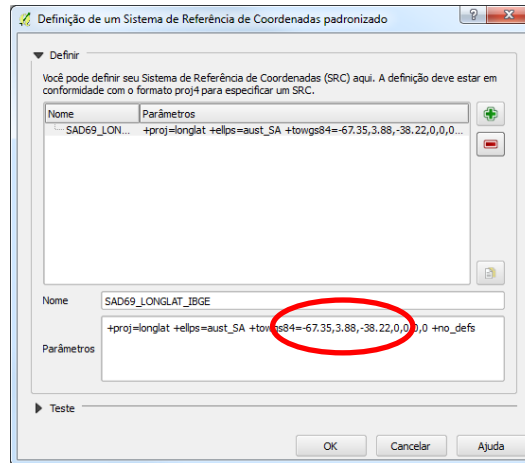 Definição de um Sistema de Referência de Coordenadas padronizado
Definir
Você pode definir seu Sistema de Referência de Coordenadas (SRC) aqui. A definição deve estar em
conformidade com o formato proj4 para especificar um SRC.
Nome Parâmetros
SAD69_LON... +proj=longlat +ellps=aust_SA +towgs84=-67.35,3.88,-38.22,0,0,0...
Nome SAD69_LONGLAT_IBGE
+proj=longlat +ellps=aust_SA +towgs84=-67.35,3.88,-38.22,0,0,0,0 +no_defs
Parâmetros
Teste
OK Cancelar Ajuda